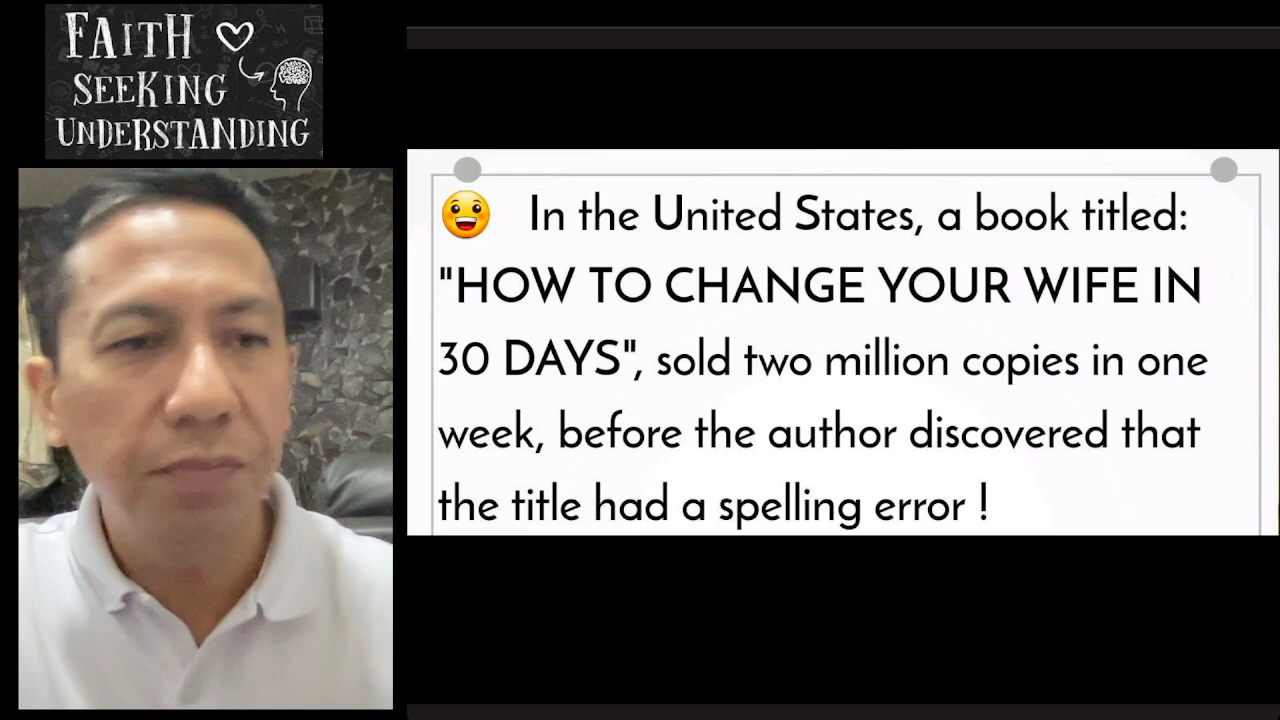 FAITH
SEEKING
UNDERSTANDING
😀 In the United States, a book titled:
"HOW TO CHANGE YOUR WIFE IN
30 DAYS", sold two million copies in one
week, before the author discovered that
the title had a spelling error !